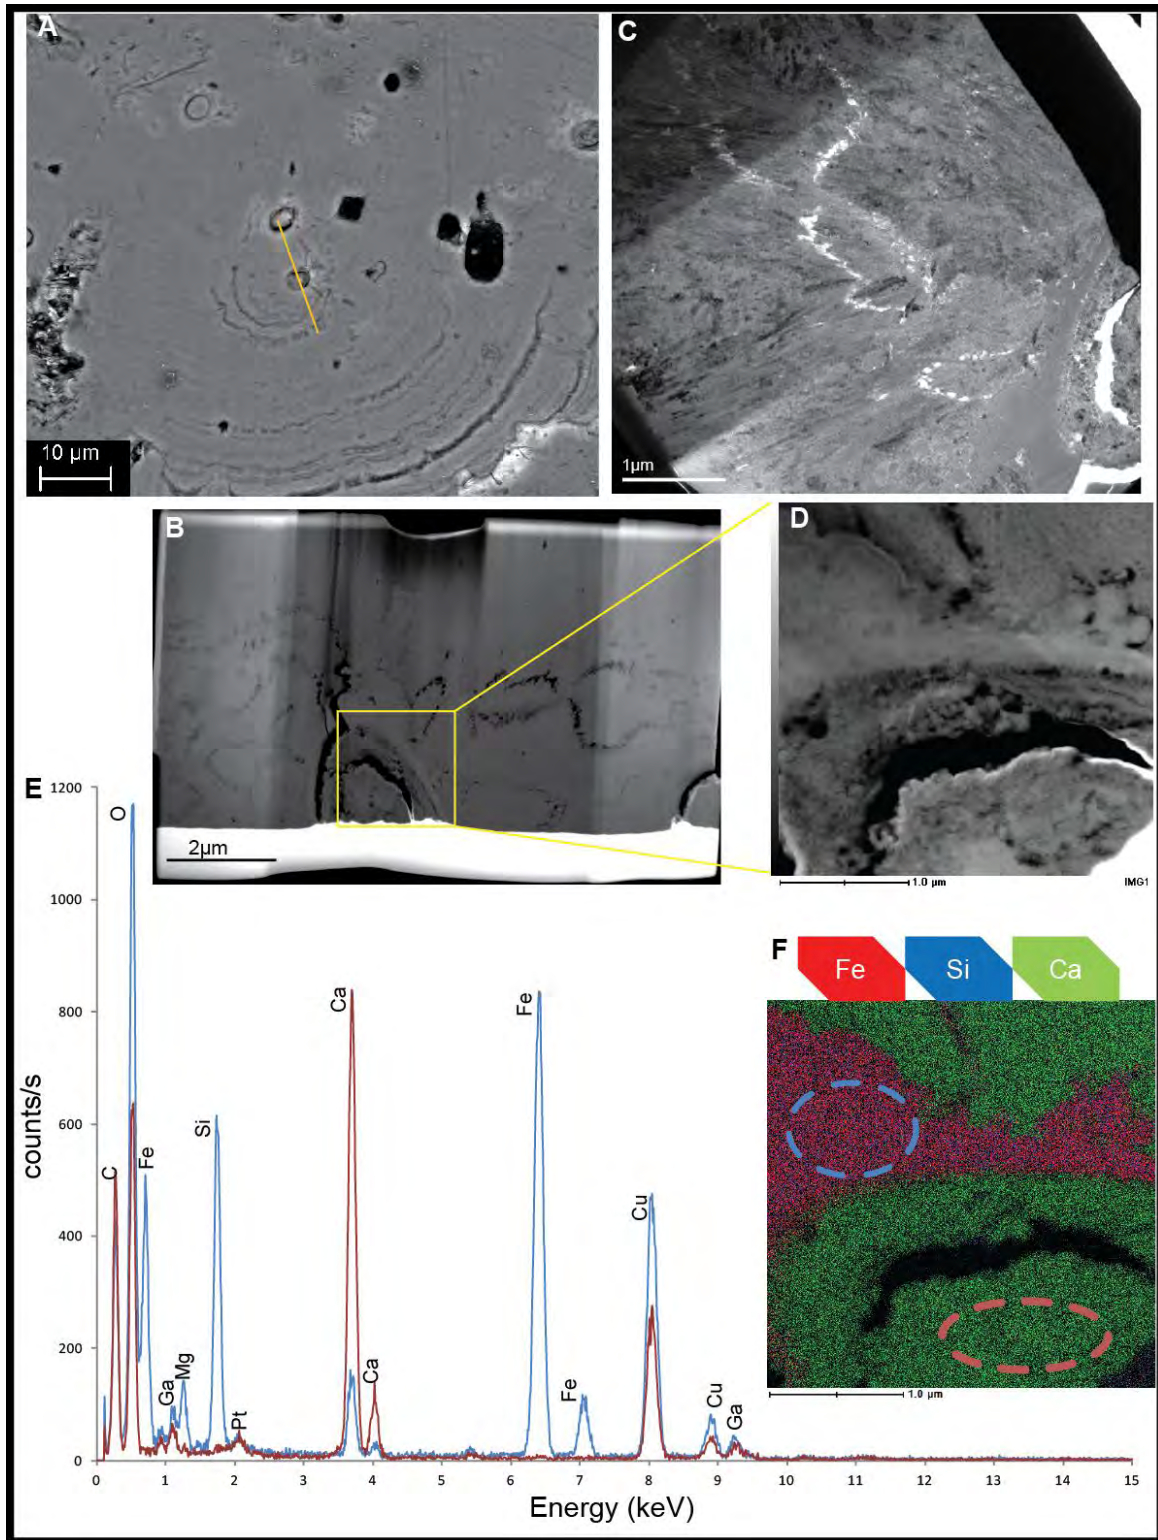 A
10 µm
C
1µm
B
2µm
D
1.0 µm
IMG1
E
1200
1000
800
600
400
200
0
counts/s
O
C
Fe
Ga
Mg
Si
Pt
Ca
Ca
Fe
Fe
Cu
Cu
Ga
0 1 2 3 4 5 6 7 8 9 10 11 12 13 14 15
Energy (keV)
F
Fe Si Ca
1.0 µm